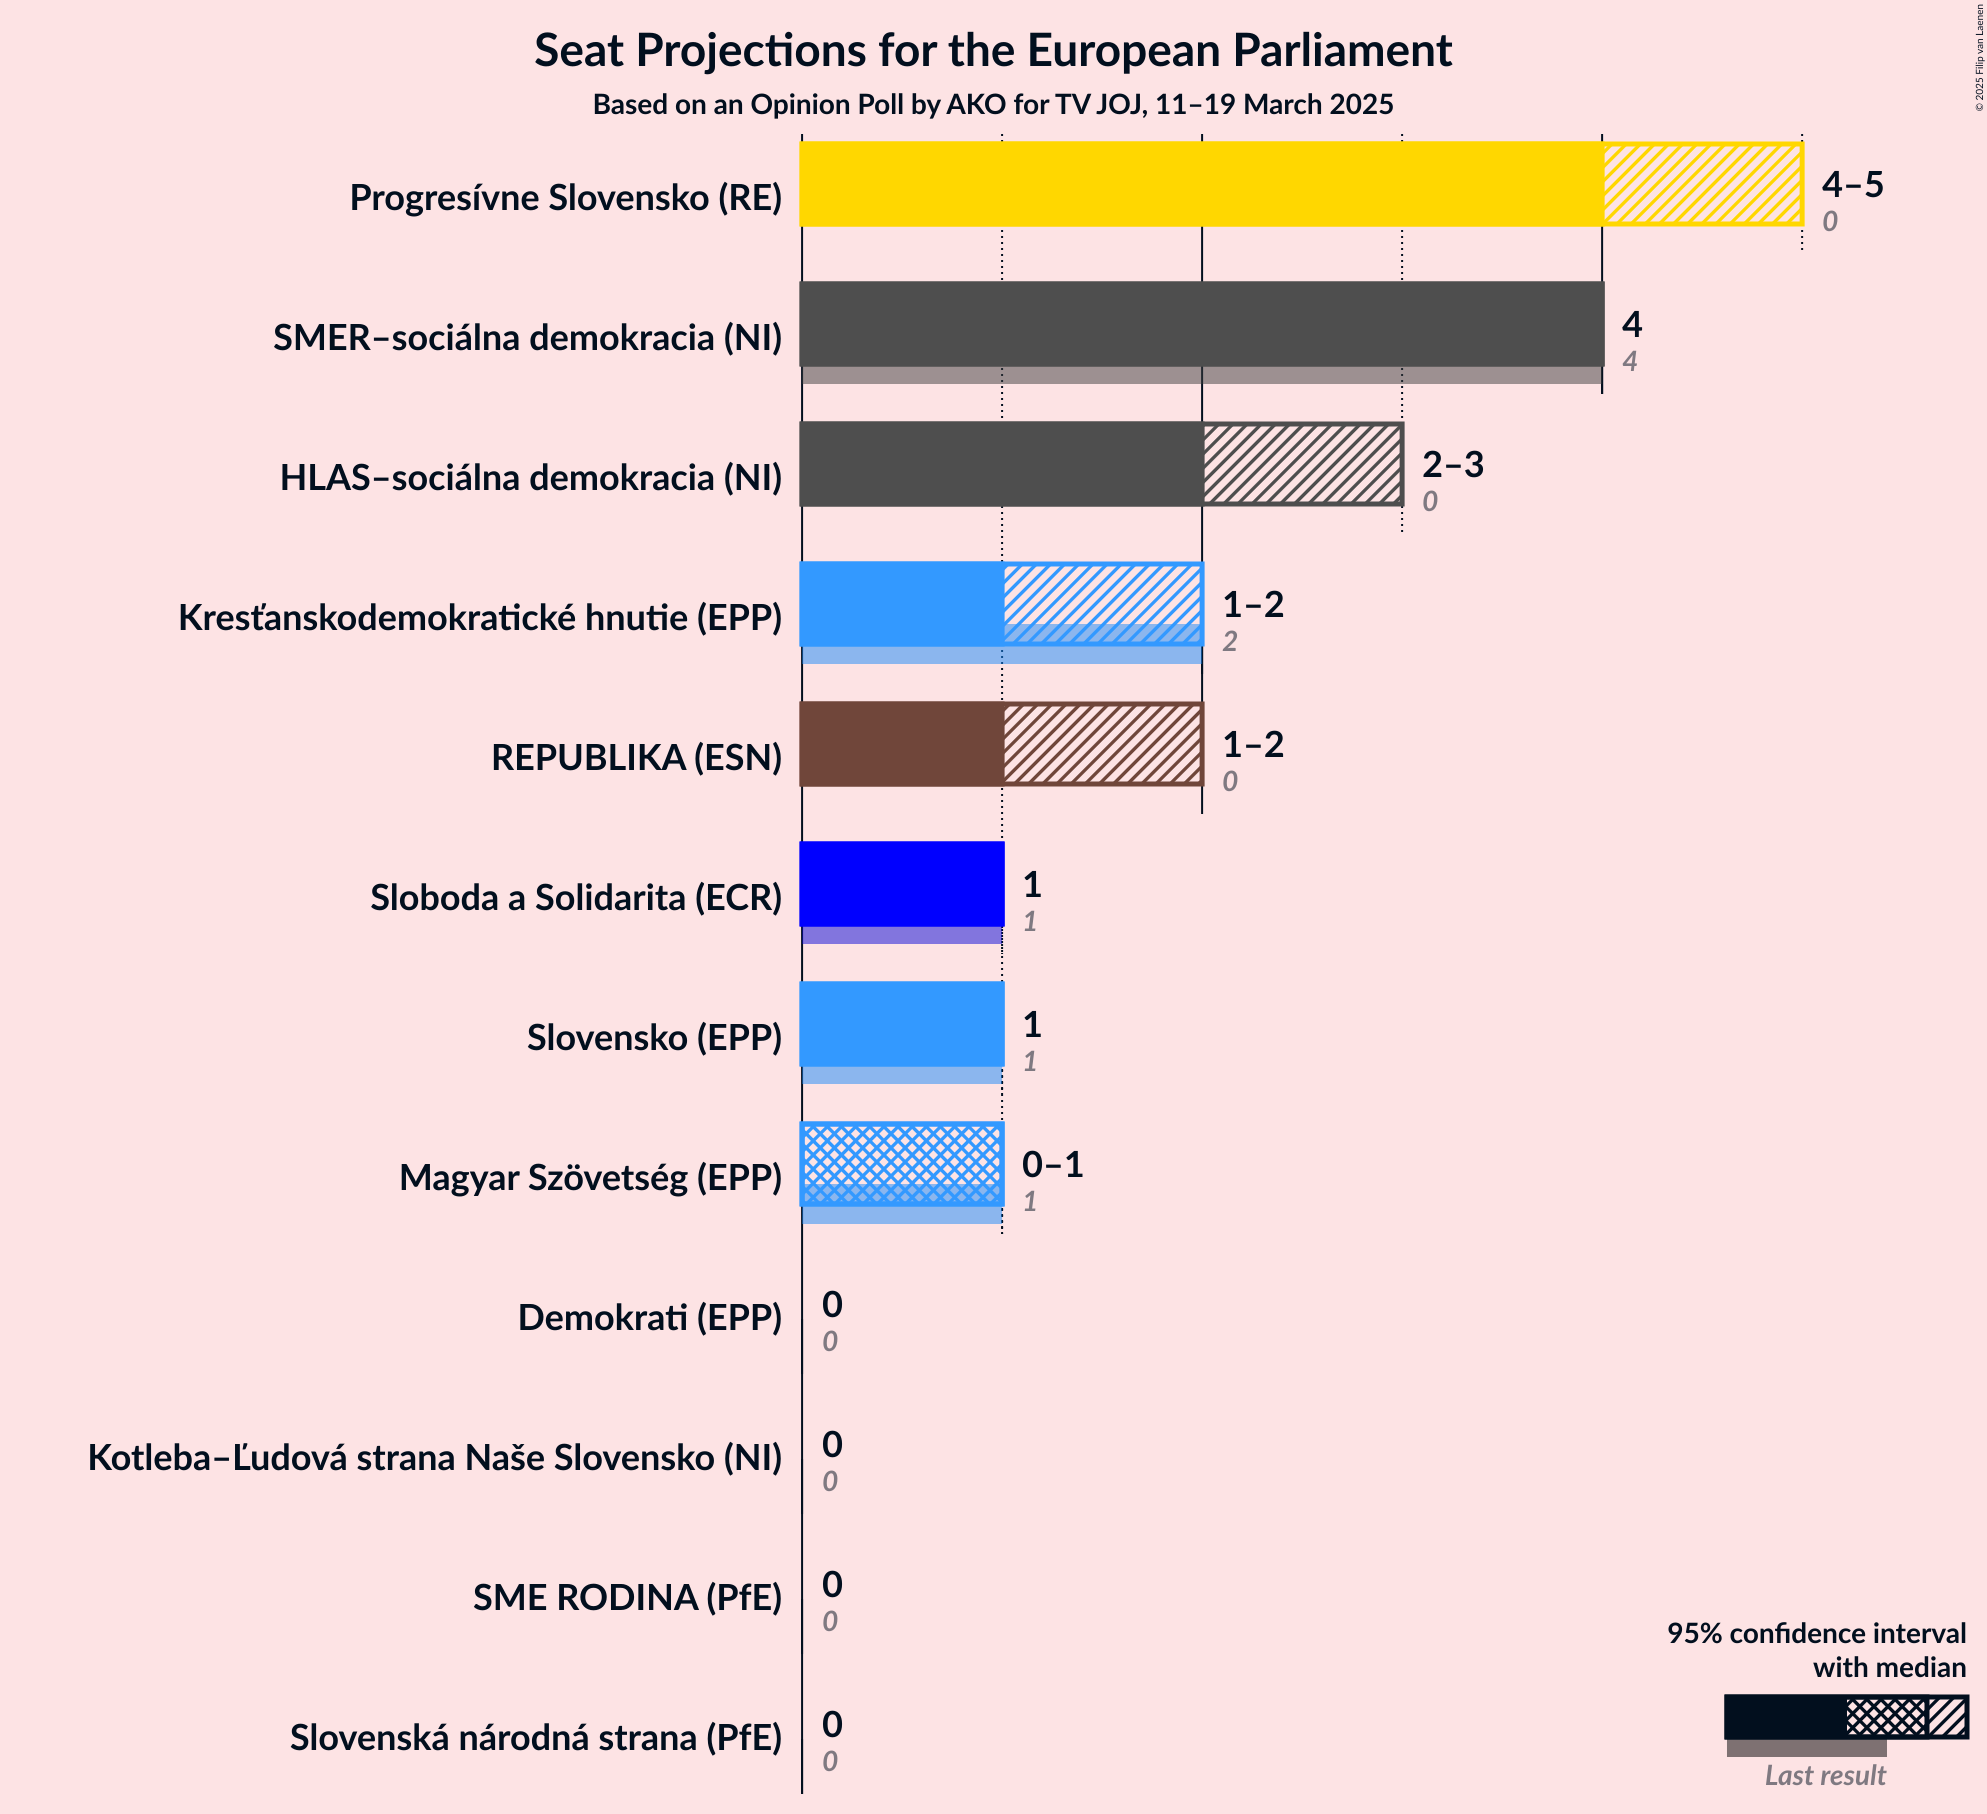 Seat Projections for the European Parliament
Based on an Opinion Poll by AKO for TV JOJ, 11–19 March 2025
© 2025 Filip van Laenen
Progresívne Slovensko (RE)
4–5
0
SMER–sociálna demokracia (NI)
4
4
HLAS–sociálna demokracia (NI)
2–3
0
Kresťanskodemokratické hnutie (EPP)
1–2
2
REPUBLIKA (ESN)
1–2
0
Sloboda a Solidarita (ECR)
1
1
Slovensko (EPP)
1
1
Magyar Szövetség (EPP)
0–1
1
Demokrati (EPP)
0
0
Kotleba–Ľudová strana Naše Slovensko (NI)
0
0
SME RODINA (PfE)
0
0
Slovenská národná strana (PfE)
0
0
95% confidence interval
with median
Last result